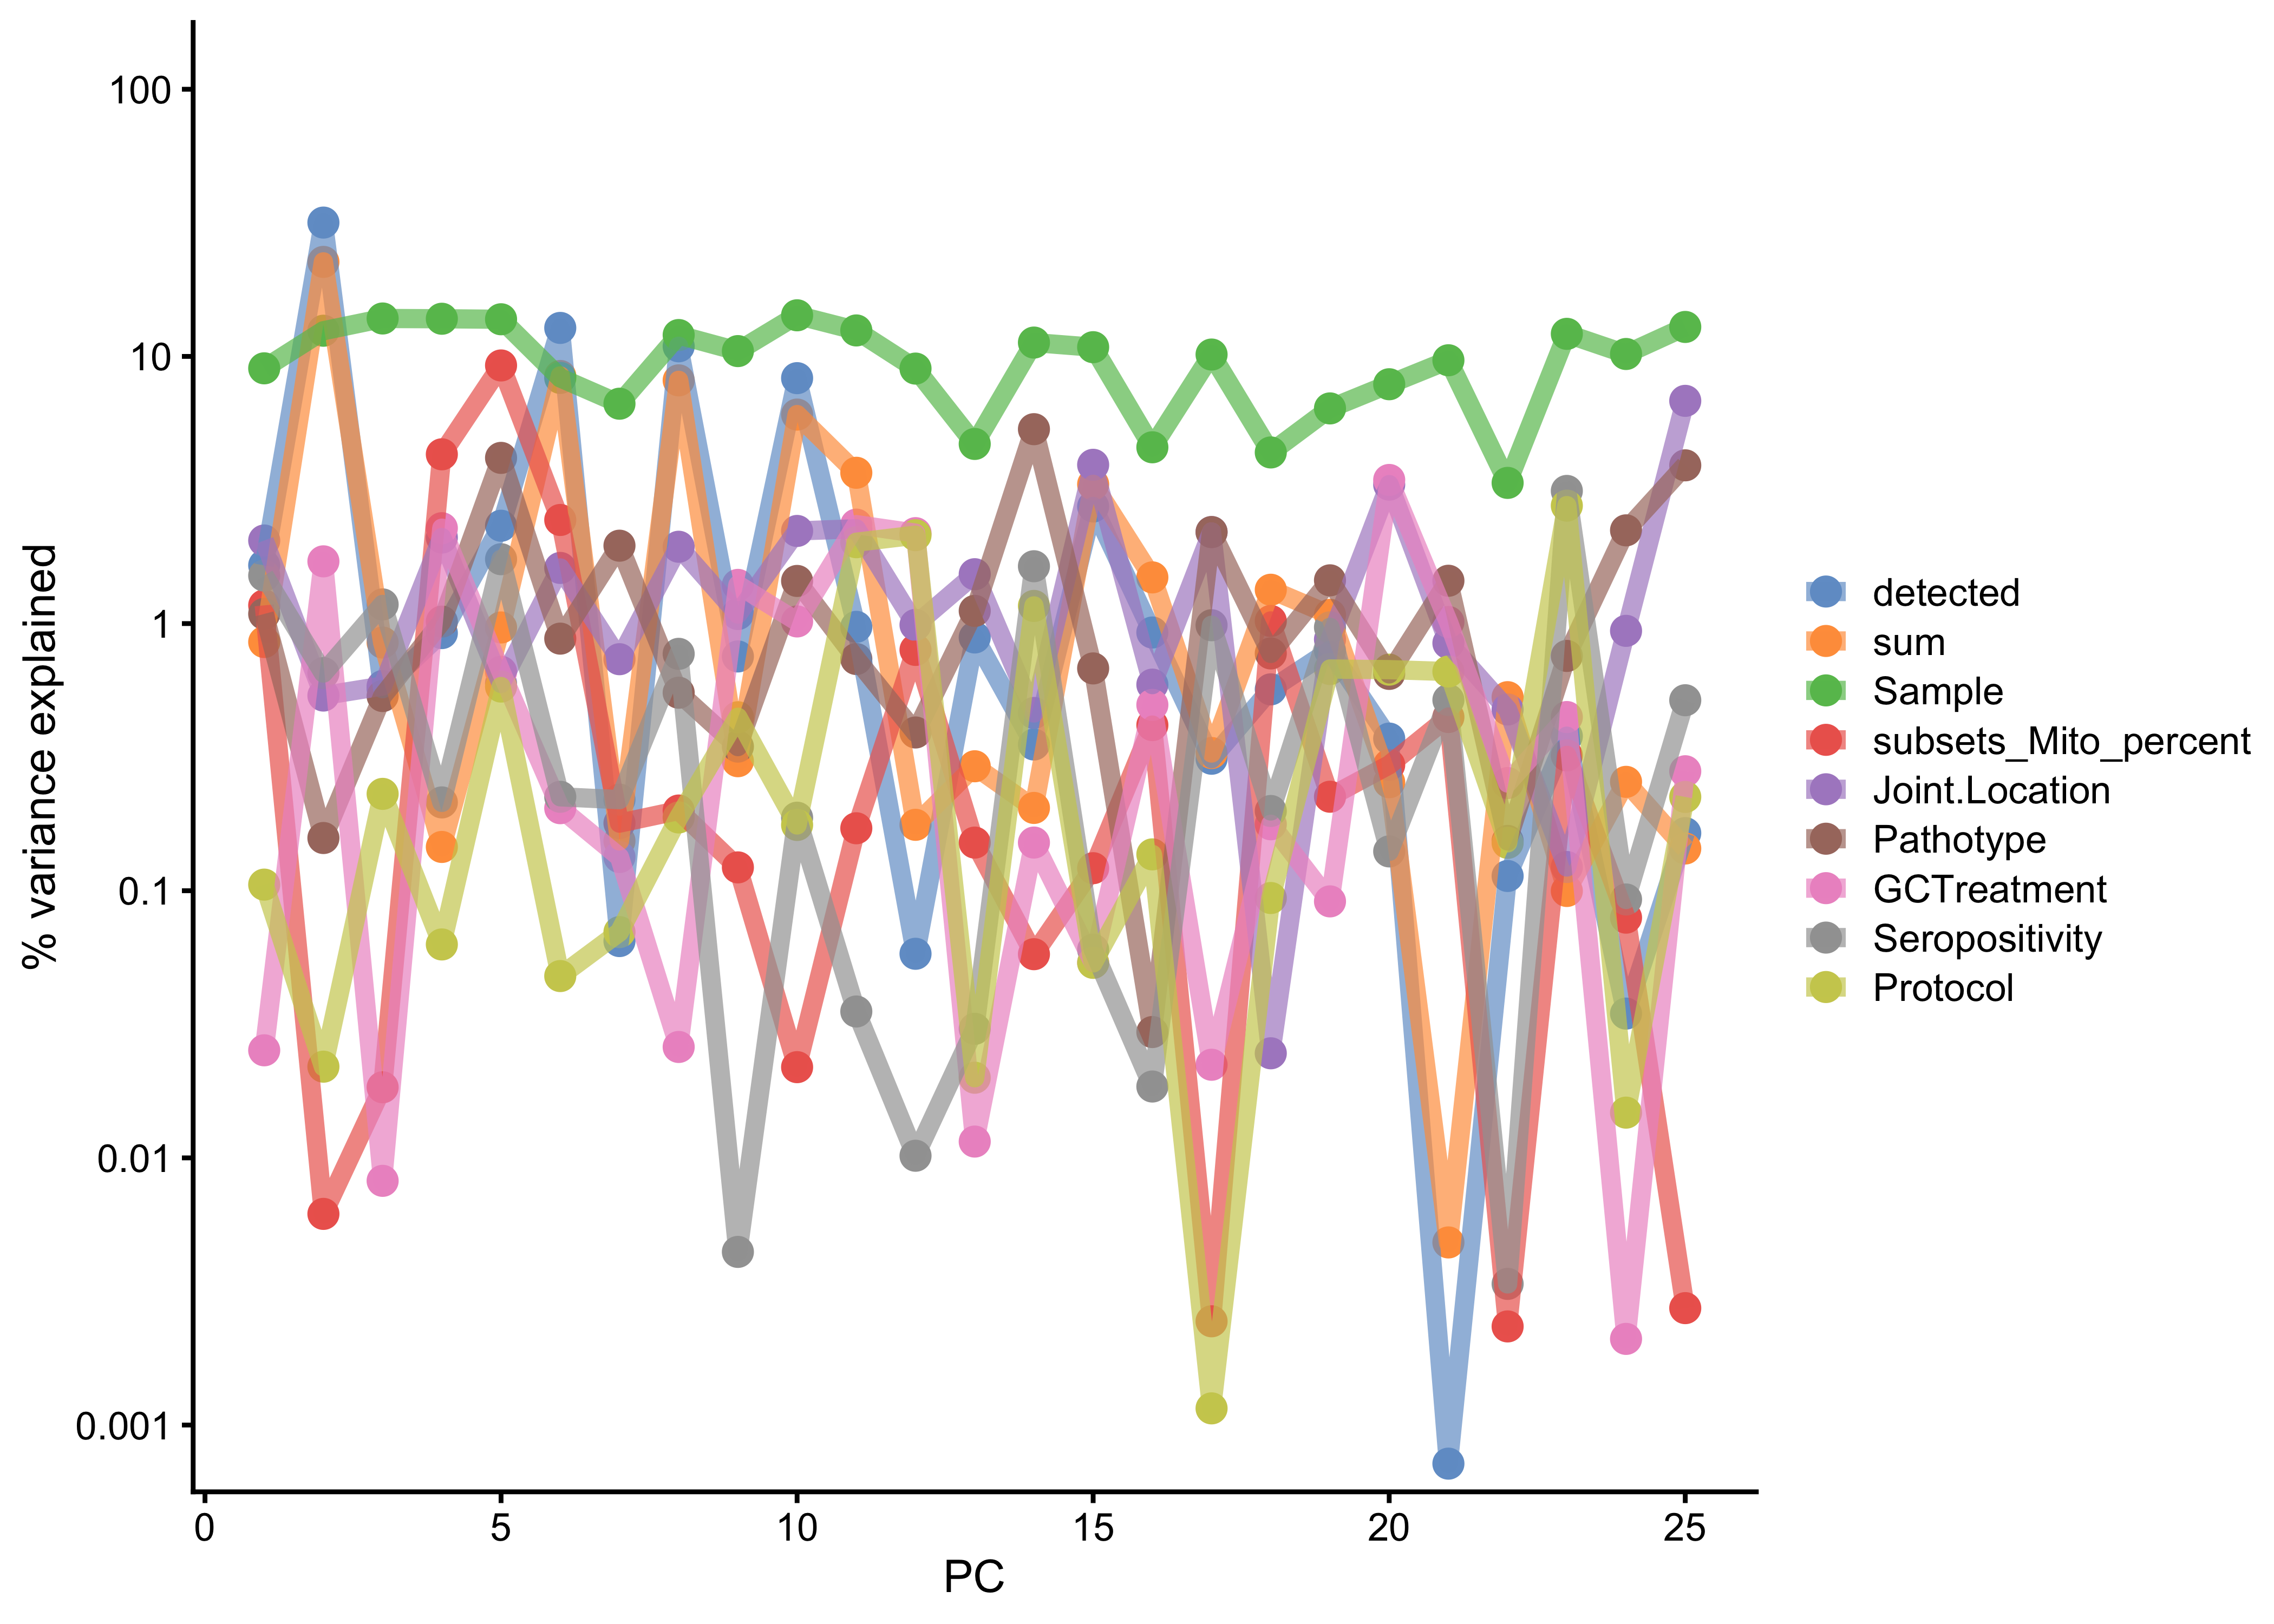 % variance explained
100
10
1
0.1
0.01
0.001
0 5 10 15 20 25
PC
detected
sum
Sample
subsets_Mito_percent
Joint.Location
Pathotype
GCTreatment
Seropositivity
Protocol